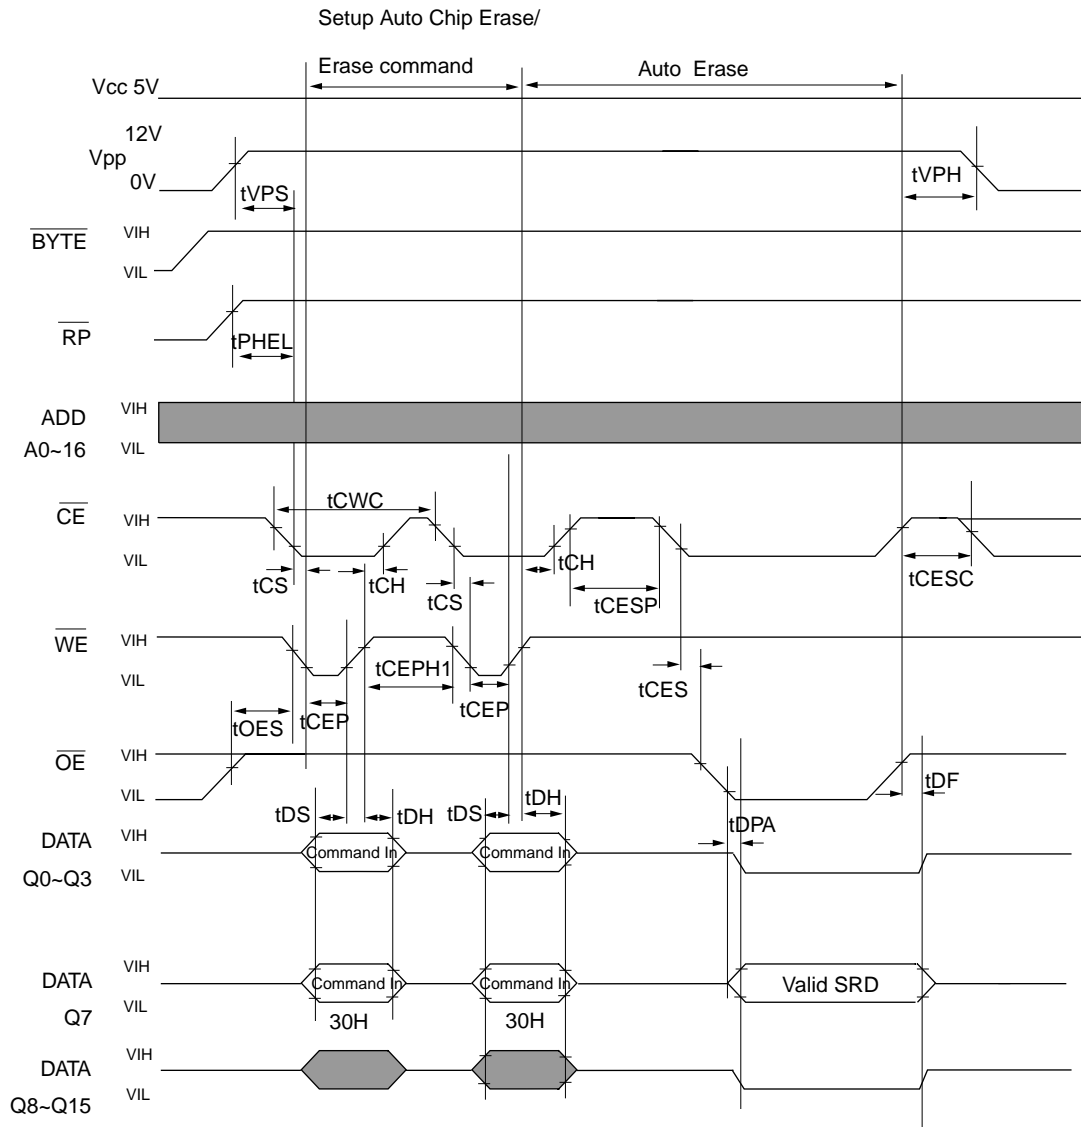 Setup Auto Chip Erase/
Erase command
Auto Erase
Vcc 5V
12V
Vpp
0V
tVPS
tVPH
BYTE
VIH
VIL
RP
tPHEL
ADD
VIH
A0~16
VIL
CE
VIH
VIL
tCWC
tCS
tCH
tCS
tCH
tCESP
tCESC
WE
VIH
VIL
tCEPH1
tCEP
tCEP
tCES
tOES
OE
VIH
VIL
tDF
tDS
tDH
tDS
tDH
tDPA
DATA
VIH
Q0~Q3
VIL
Command In
Command In
DATA
VIH
Q7
VIL
Command In
Command In
Valid SRD
30H
30H
DATA
VIH
Q8~Q15
VIL